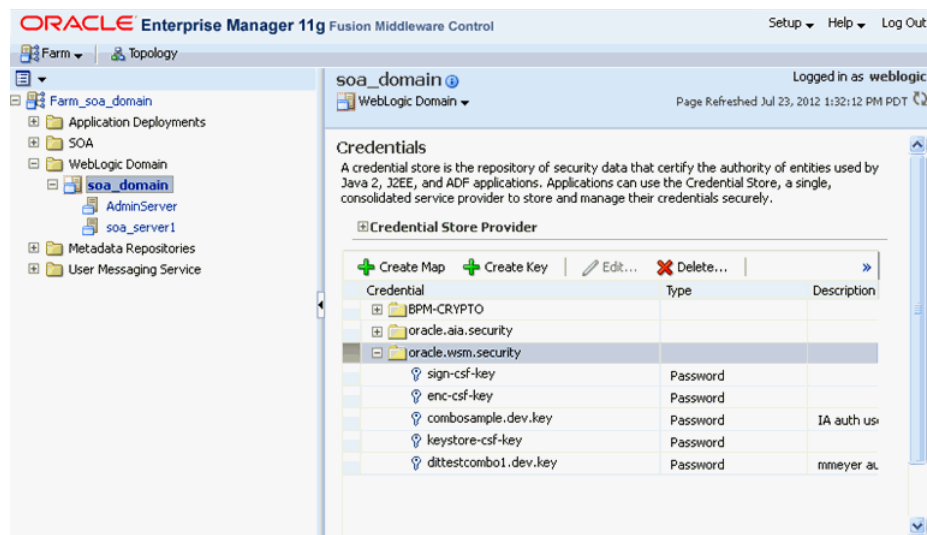 ORACLE Enterprise Manager 11g Fusion Middleware Control
Setup Help Log Out
Farm Topology
Farm_soa_domain
Application Deployments
SOA
WebLogic Domain
soa_domain
AdminServer
soa_server1
Metadata Repositories
User Messaging Service
soa_domain
Logged in as weblogic
WebLogic Domain
Page Refreshed Jul 23, 2012 1:32:12 PM PDT
Credentials
A credential store is the repository of security data that certify the authority of entities used by
Java 2, J2EE, and ADF applications. Applications can use the Credential Store, a single,
consolidated service provider to store and manage their credentials securely.
Credential Store Provider
Create Map Create Key Edit... Delete... »
Credential Type Description
BPM-CRYPTO
oracle.aia.security
oracle.wsm.security
sign-csf-key Password
enc-csf-key Password
combosample.dev.key Password IA auth
keystore-csf-key Password
dittestcombo1.dev.key Password mmeyer